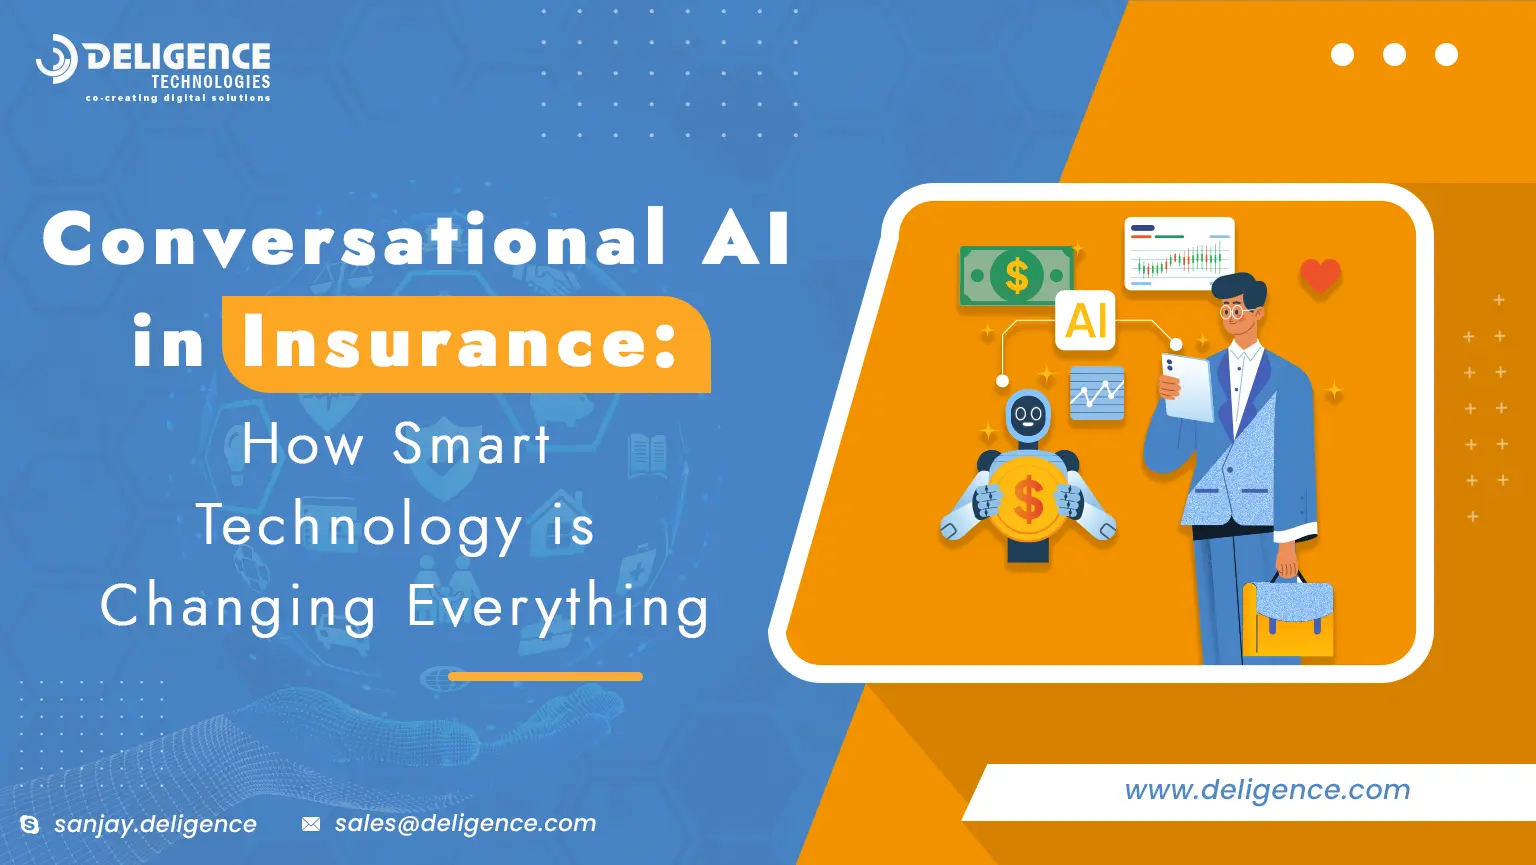 DELIGENCE
TECHNOLOGIES
co-creating digital solutions
Conversational AI
in Insurance:
How Smart
Technology is
Changing Everything
$
AI
$
www.deligence.com
sanjay.deligence
sales@deligence.com